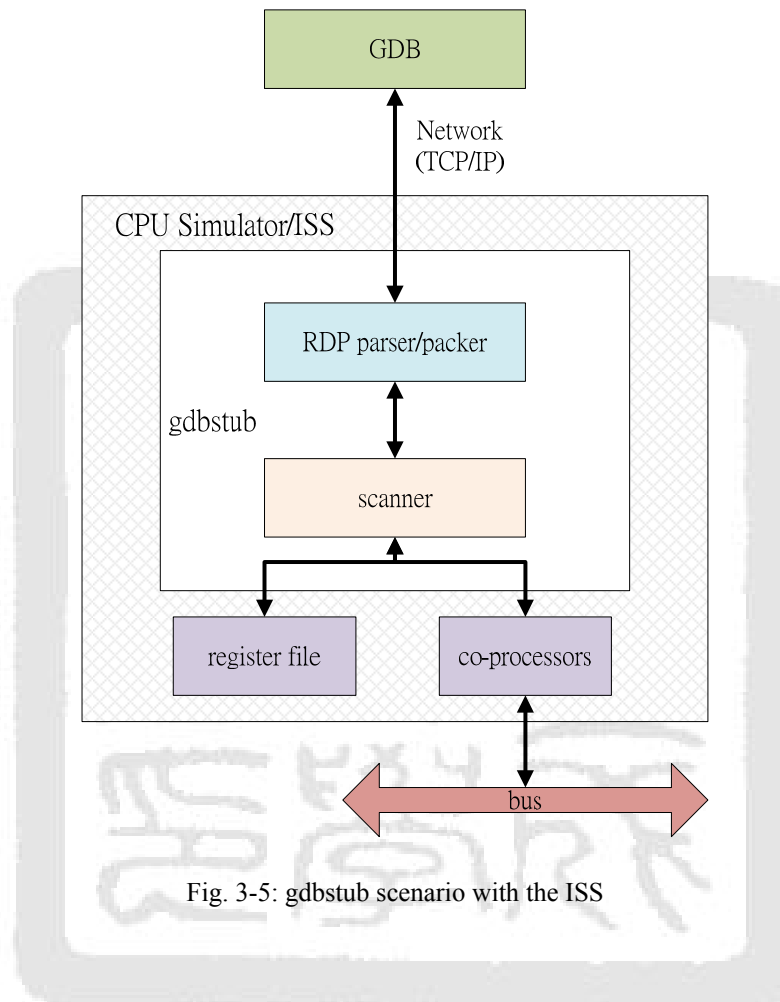 GDB
Network
(TCP/IP)
CPU Simulator/ISS
RDP parser/packer
gdbstub
scanner
register file
co-processors
bus
Fig. 3-5: gdbstub scenario with the ISS